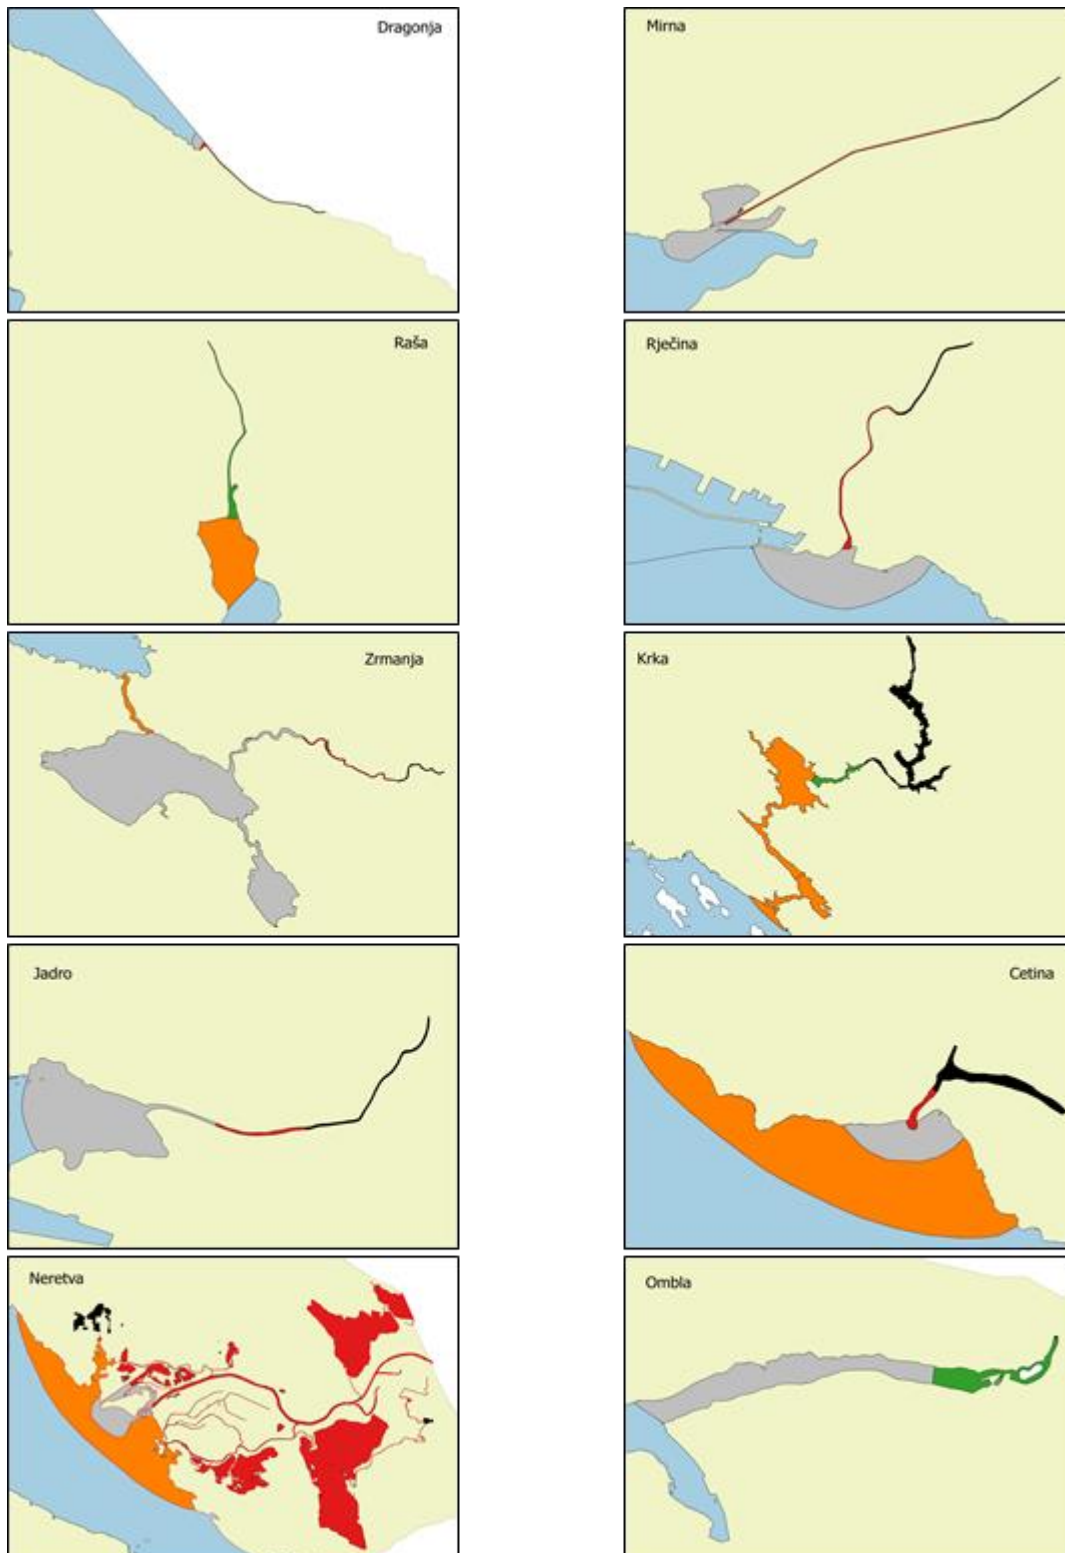 Dragonja
Mirna
Raša
Rječina
Zrmanja
Krka
Jadro
Cetina
Neretva
Ombla